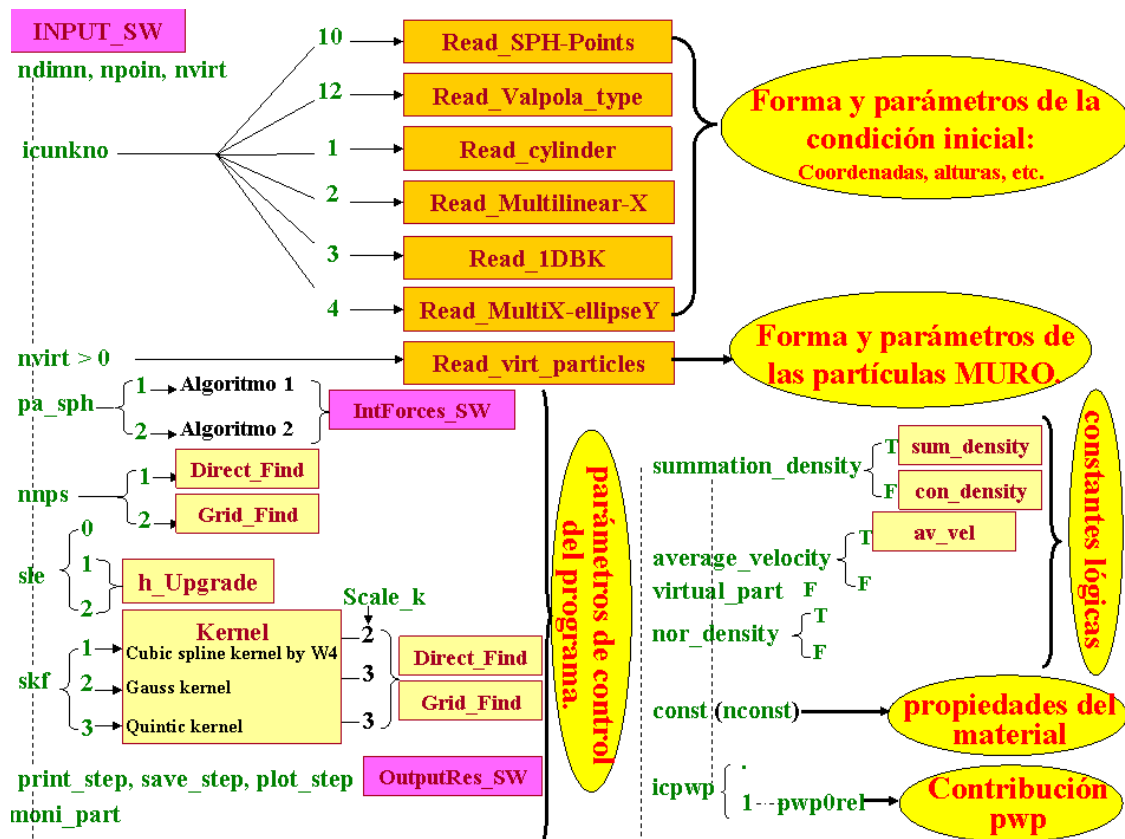 INPUT_SW
ndimn, npoin, nvirt
icunkno
10
Read_SPH-Points
12
Read_Valpola_type
1
Read_cylinder
2
Read_Multilinear-X
3
Read_1DBK
4
Read_MultiX-ellipseY
Forma y parámetros de la
condición inicial:
Coordenadas, alturas, etc.
nvirt > 0
Read_virt_particles
Forma y parámetros de
las partículas MURO.
pa_sph
1
Algoritmo 1
2
Algoritmo 2
IntForces_SW
nnps
1
Direct_Find
2
Grid_Find
sle
0
1
2
h_Upgrade
Scale_k
skf
1
2
3
Kernel
Cubic spline kernel by W4
Gauss kernel
Quintic kernel
2
3
3
Direct_Find
Grid_Find
print_step, save_step, plot_step
OutputRes_SW
moni_part
parámetros de control
del programa.
summation_density
T
sum_density
F
con_density
average_velocity
T
av_vel
F
virtual_part F
nor_density
T
F
constantes lógicas
const (nconst)
propiedades del
material
icpwp
.
1 pwp0rel
Contribución
pwp